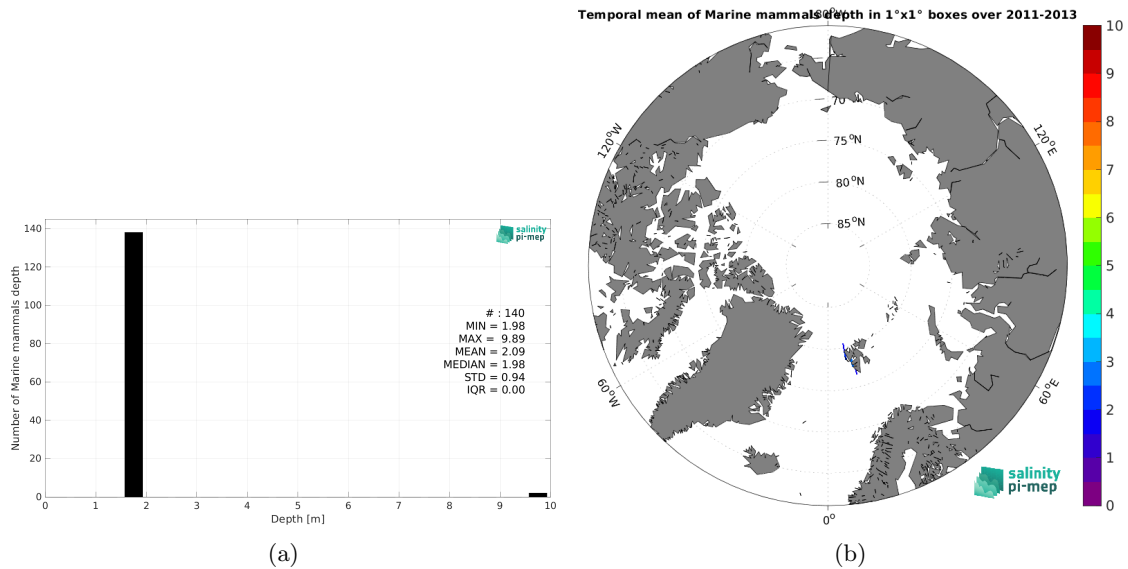 140
120
100
80
60
40
20
0
Number of Marine mammals depth
0 1 2 3 4 5 6 7 8 9 10
Depth [m]
salinity
pi-mep
# : 140
MIN = 1.98
MAX = 9.89
MEAN = 2.09
MEDIAN = 1.98
STD = 0.94
IQR = 0.00
(a)
Temporal mean of Marine mammals depth in 1°x1° boxes over 2011-2013
180°W
120°W
120°E
70°N
75°N
80°N
85°N
60°W
60°E
0°
salinity
pi-mep
10
9
8
7
6
5
4
3
2
1
0
(b)